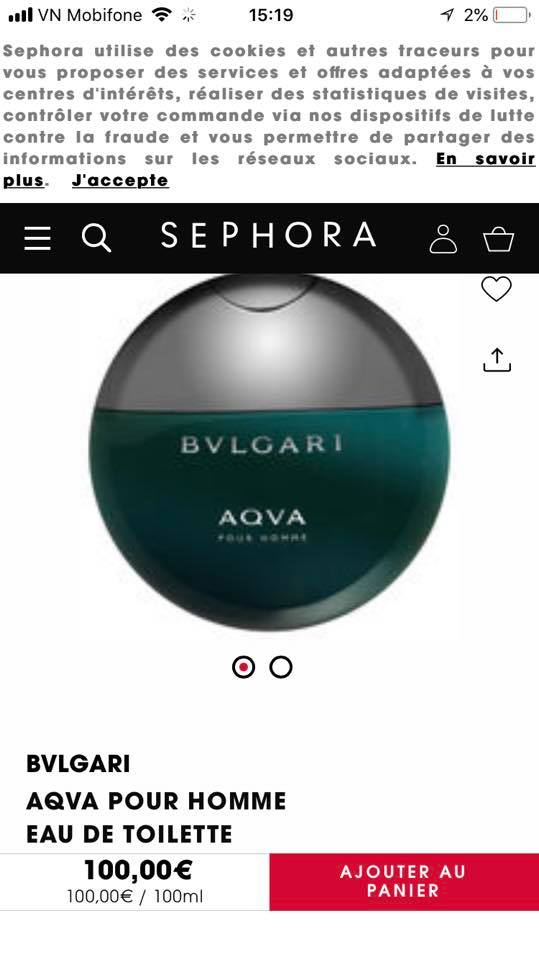 VN Mobifone 15:19 2%
Sephora utilise des cookies et autres traceurs pour
vous proposer des services et offres adaptées à vos
centres d'intérêts, réaliser des statistiques de visites,
contrôler votre commande via nos dispositifs de lutte
contre la fraude et vous permettre de partager des
informations sur les réseaux sociaux. En savoir
plus. J'accepte
SEPHORA
BVLGARI
AQVA
POUR HOMME
BVLGARI
AQVA POUR HOMME
EAU DE TOILETTE
100,00€
100,00€ / 100ml
AJOUTER AU
PANIER